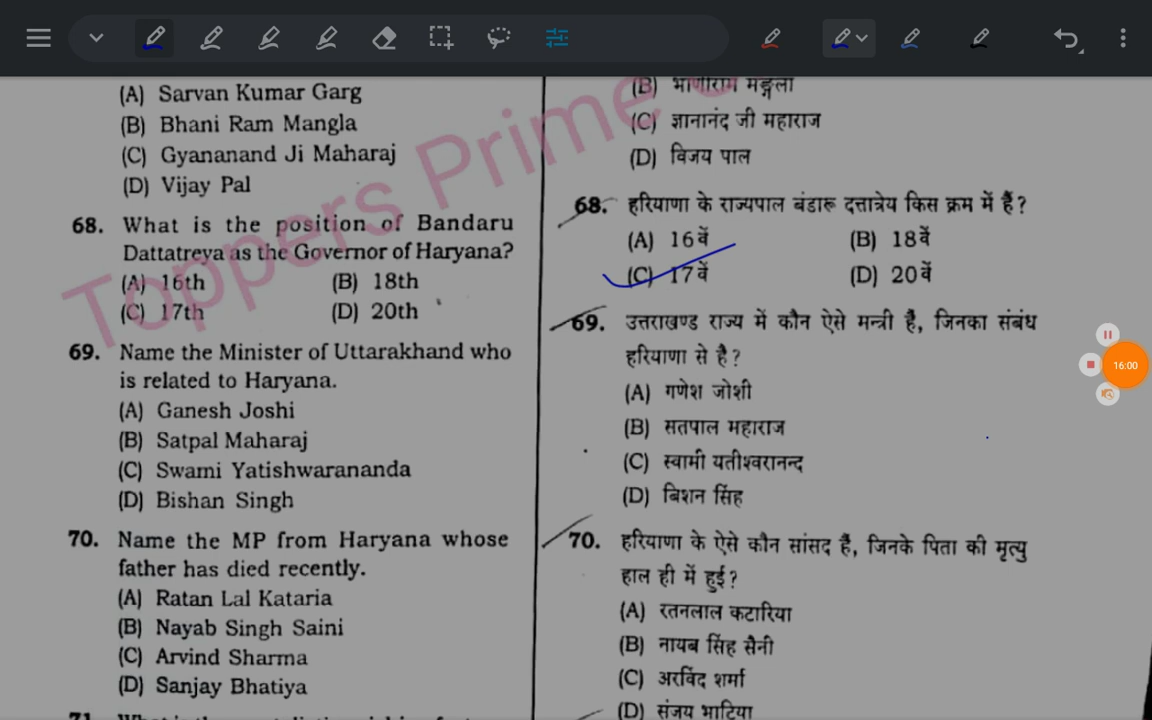 (A) Sarvan Kumar Garg
(B) Bhani Ram Mangla
(C) Gyananand Ji Maharaj
(D) Vijay Pal
68. What is the position of Bandaru
Dattatreya as the Governor of Haryana?
(A) 16th (B) 18th
(C) 17th (D) 20th
69. Name the Minister of Uttarakhand who
is related to Haryana.
(A) Ganesh Joshi
(B) Satpal Maharaj
(C) Swami Yatishwarananda
(D) Bishan Singh
70. Name the MP from Haryana whose
father has died recently.
(A) Ratan Lal Kataria
(B) Nayab Singh Saini
(C) Arvind Sharma
(D) Sanjay Bhatiya
(B) भाणीराम मङ्गला
(C) ज्ञानानंद जी महाराज
(D) विजय पाल
68. हरियाणा के राज्यपाल बंडारू दत्तात्रेय किस क्रम में हैं?
(A) 16वें (B) 18वें
(C) 17वें (D) 20वें
69. उत्तराखण्ड राज्य में कौन ऐसे मन्त्री हैं, जिनका संबंध
हरियाणा से है?
(A) गणेश जोशी
(B) सतपाल महाराज
(C) स्वामी यतीश्वरानन्द
(D) बिशन सिंह
70. हरियाणा के ऐसे कौन सांसद हैं, जिनके पिता की मृत्यु
हाल ही में हुई?
(A) रतनलाल कटारिया
(B) नायब सिंह सैनी
(C) अरविंद शर्मा
(D) संजय भाटिया
Toppers Prime
16:00